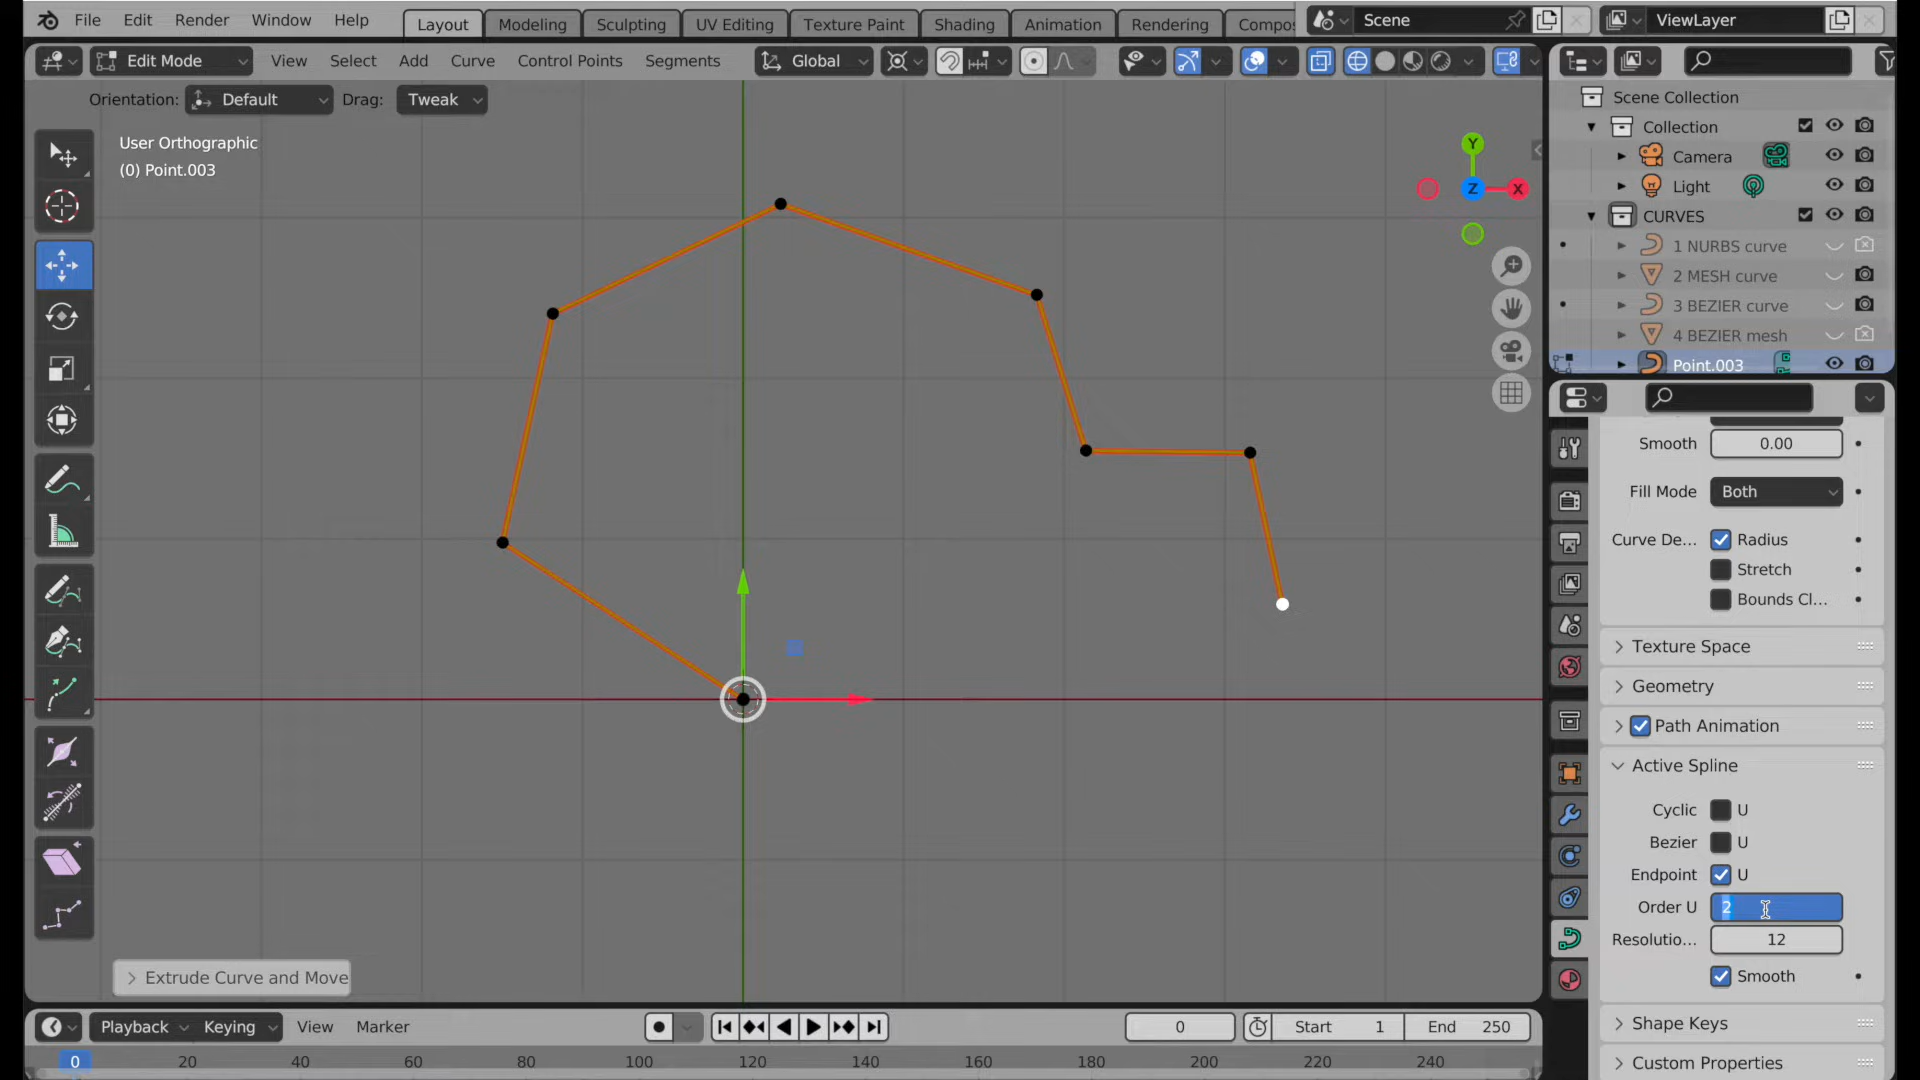 File Edit Render Window Help Layout Modeling Sculpting UV Editing Texture Paint Shading Animation Rendering Compos Scene ViewLayer
Edit Mode View Select Add Curve Control Points Segments Global
Orientation: Default Drag: Tweak
User Orthographic
(0) Point.003
Y
Z
X
Scene Collection
Collection
Camera
Light
CURVES
1 NURBS curve
2 MESH curve
3 BEZIER curve
4 BEZIER mesh
Point.003
Smooth 0.00
Fill Mode Both
Curve De... Radius
Stretch
Bounds Cl...
Texture Space
Geometry
Path Animation
Active Spline
Cyclic U
Bezier U
Endpoint U
Order U 2
Resolutio... 12
Smooth
Shape Keys
Custom Properties
Extrude Curve and Move
Playback Keying View Marker 0 Start 1 End 250
0 20 40 60 80 100 120 140 160 180 200 220 240